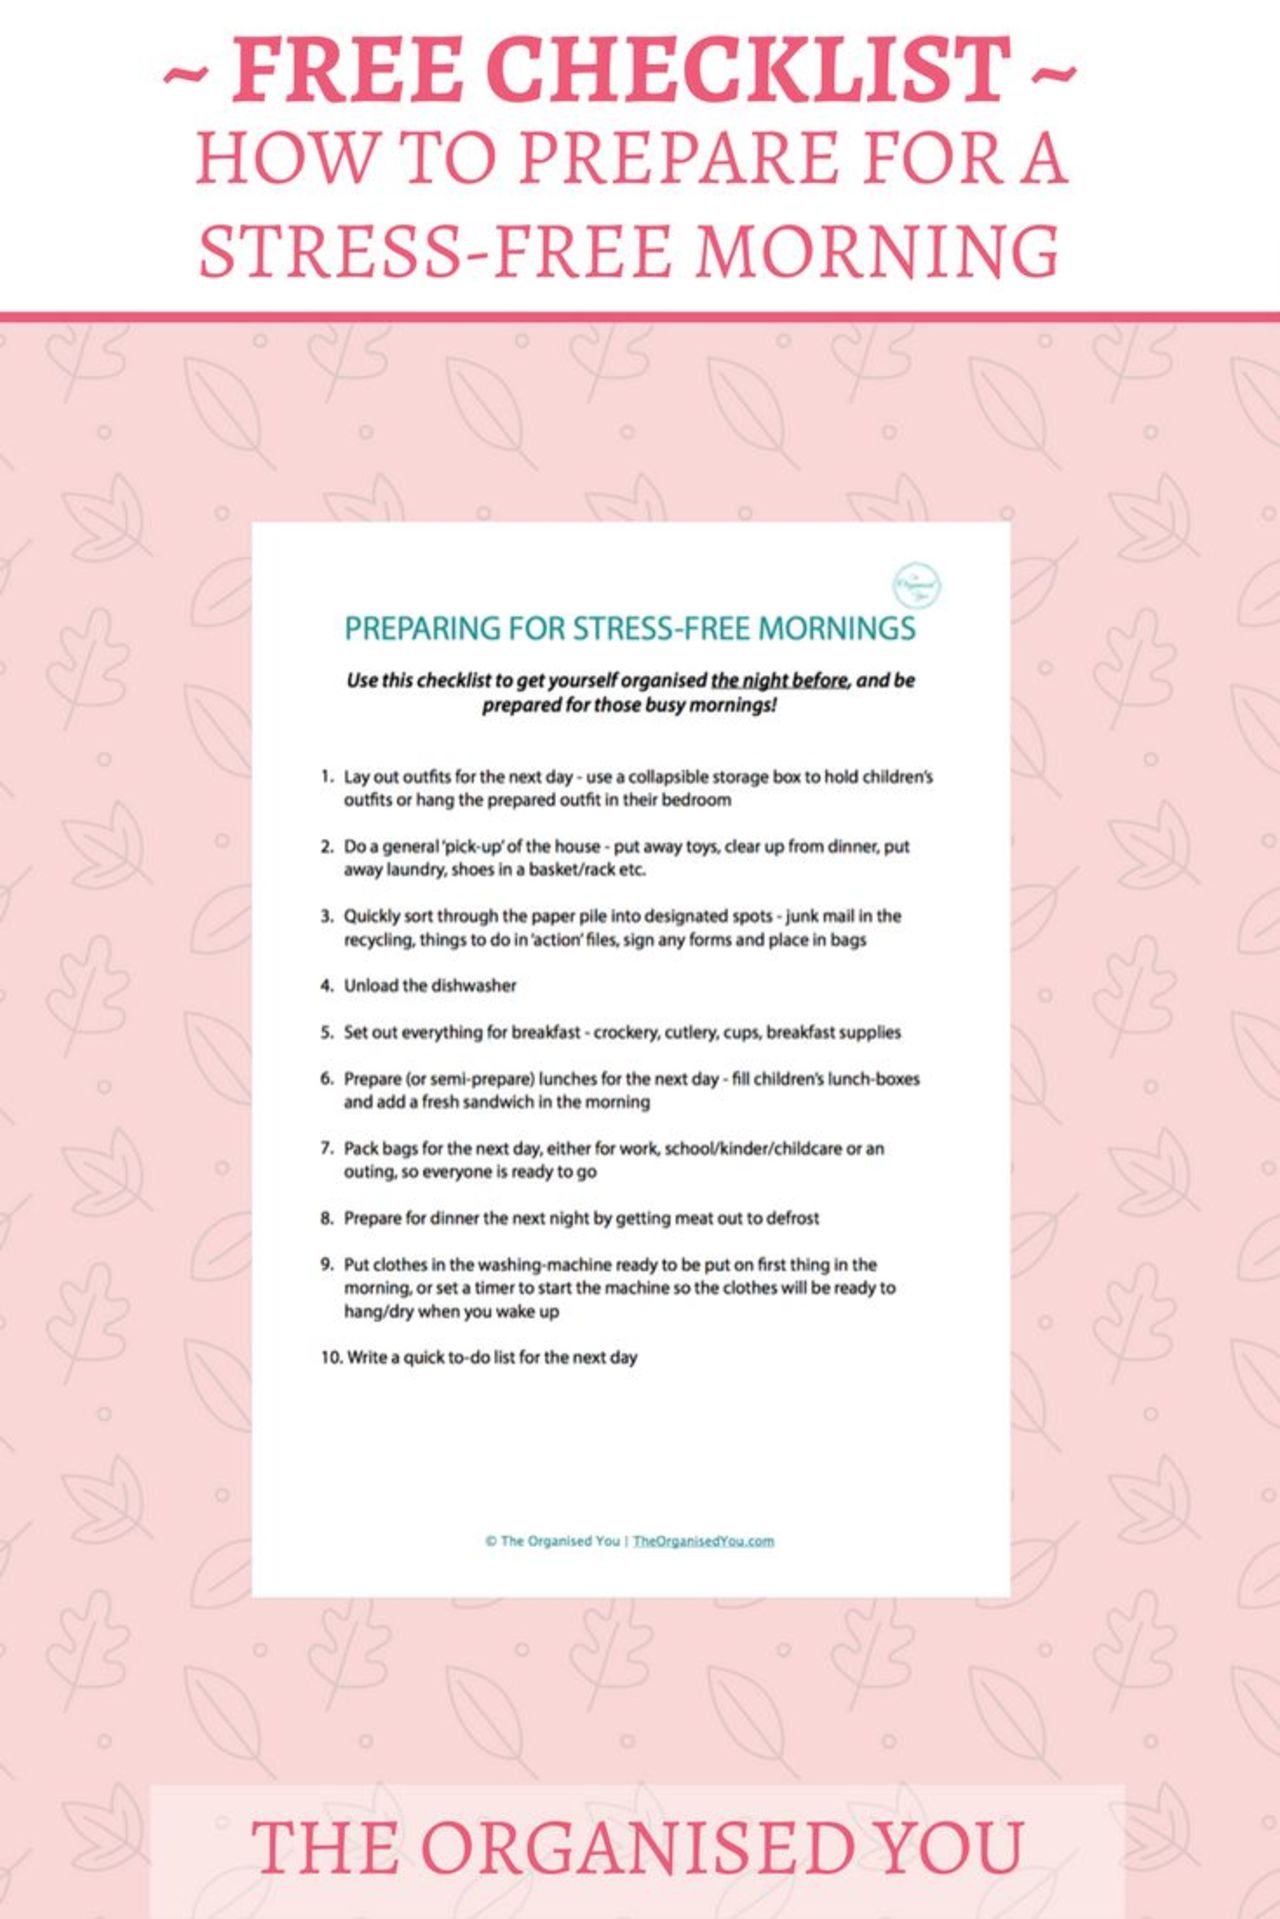 ~ FREE CHECKLIST ~
HOW TO PREPARE FOR A
STRESS-FREE MORNING
The
Organised
You
PREPARING FOR STRESS-FREE MORNINGS
Use this checklist to get yourself organised the night before, and be
prepared for those busy mornings!
1. Lay out outfits for the next day - use a collapsible storage box to hold children's
outfits or hang the prepared outfit in their bedroom
2. Do a general 'pick-up' of the house - put away toys, clear up from dinner, put
away laundry, shoes in a basket/rack etc.
3. Quickly sort through the paper pile into designated spots - junk mail in the
recycling, things to do in 'action' files, sign any forms and place in bags
4. Unload the dishwasher
5. Set out everything for breakfast - crockery, cutlery, cups, breakfast supplies
6. Prepare (or semi-prepare) lunches for the next day - fill children's lunch-boxes
and add a fresh sandwich in the morning
7. Pack bags for the next day, either for work, school/kinder/childcare or an
outing, so everyone is ready to go
8. Prepare for dinner the next night by getting meat out to defrost
9. Put clothes in the washing-machine ready to be put on first thing in the
morning, or set a timer to start the machine so the clothes will be ready to
hang/dry when you wake up
10. Write a quick to-do list for the next day
© The Organised You | TheOrganisedYou.com
THE ORGANISED YOU